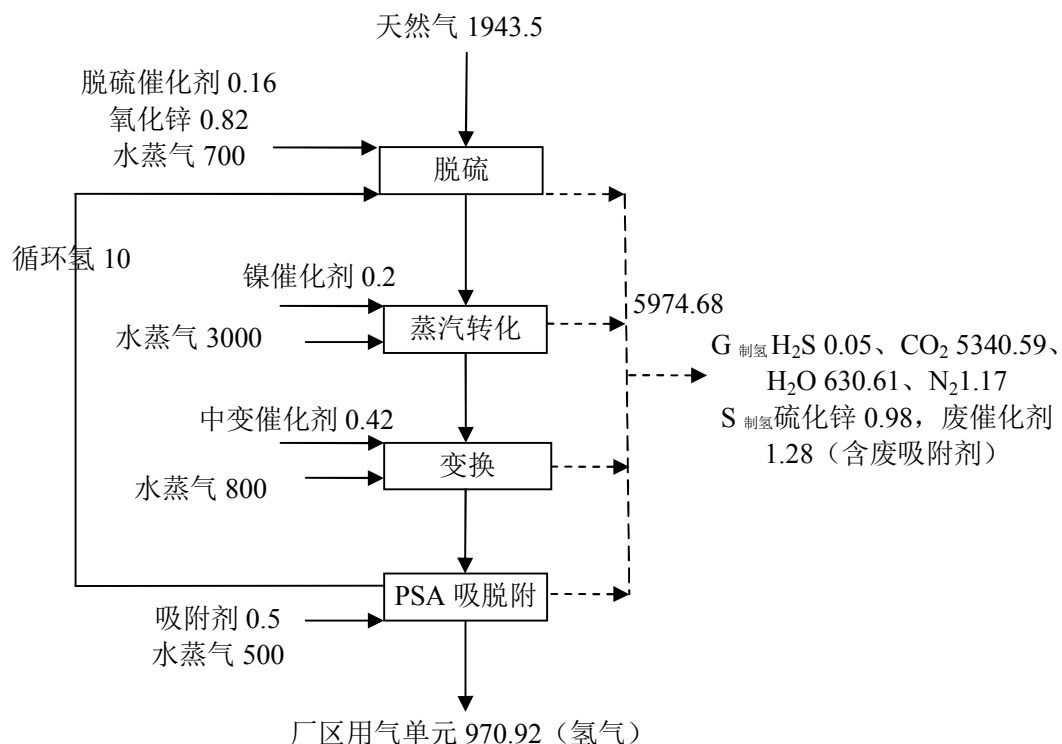 天然气 1943.5
脱硫催化剂 0.16
氧化锌 0.82
水蒸气 700
脱硫
循环氢 10
镍催化剂 0.2
水蒸气 3000
蒸汽转化
5974.68
G 制氢 H₂S 0.05、CO₂ 5340.59、
H₂O 630.61、N₂1.17
S 制氢硫化锌 0.98，废催化剂
1.28（含废吸附剂）
中变催化剂 0.42
水蒸气 800
变换
PSA 吸脱附
吸附剂 0.5
水蒸气 500
厂区用气单元 970.92（氢气）